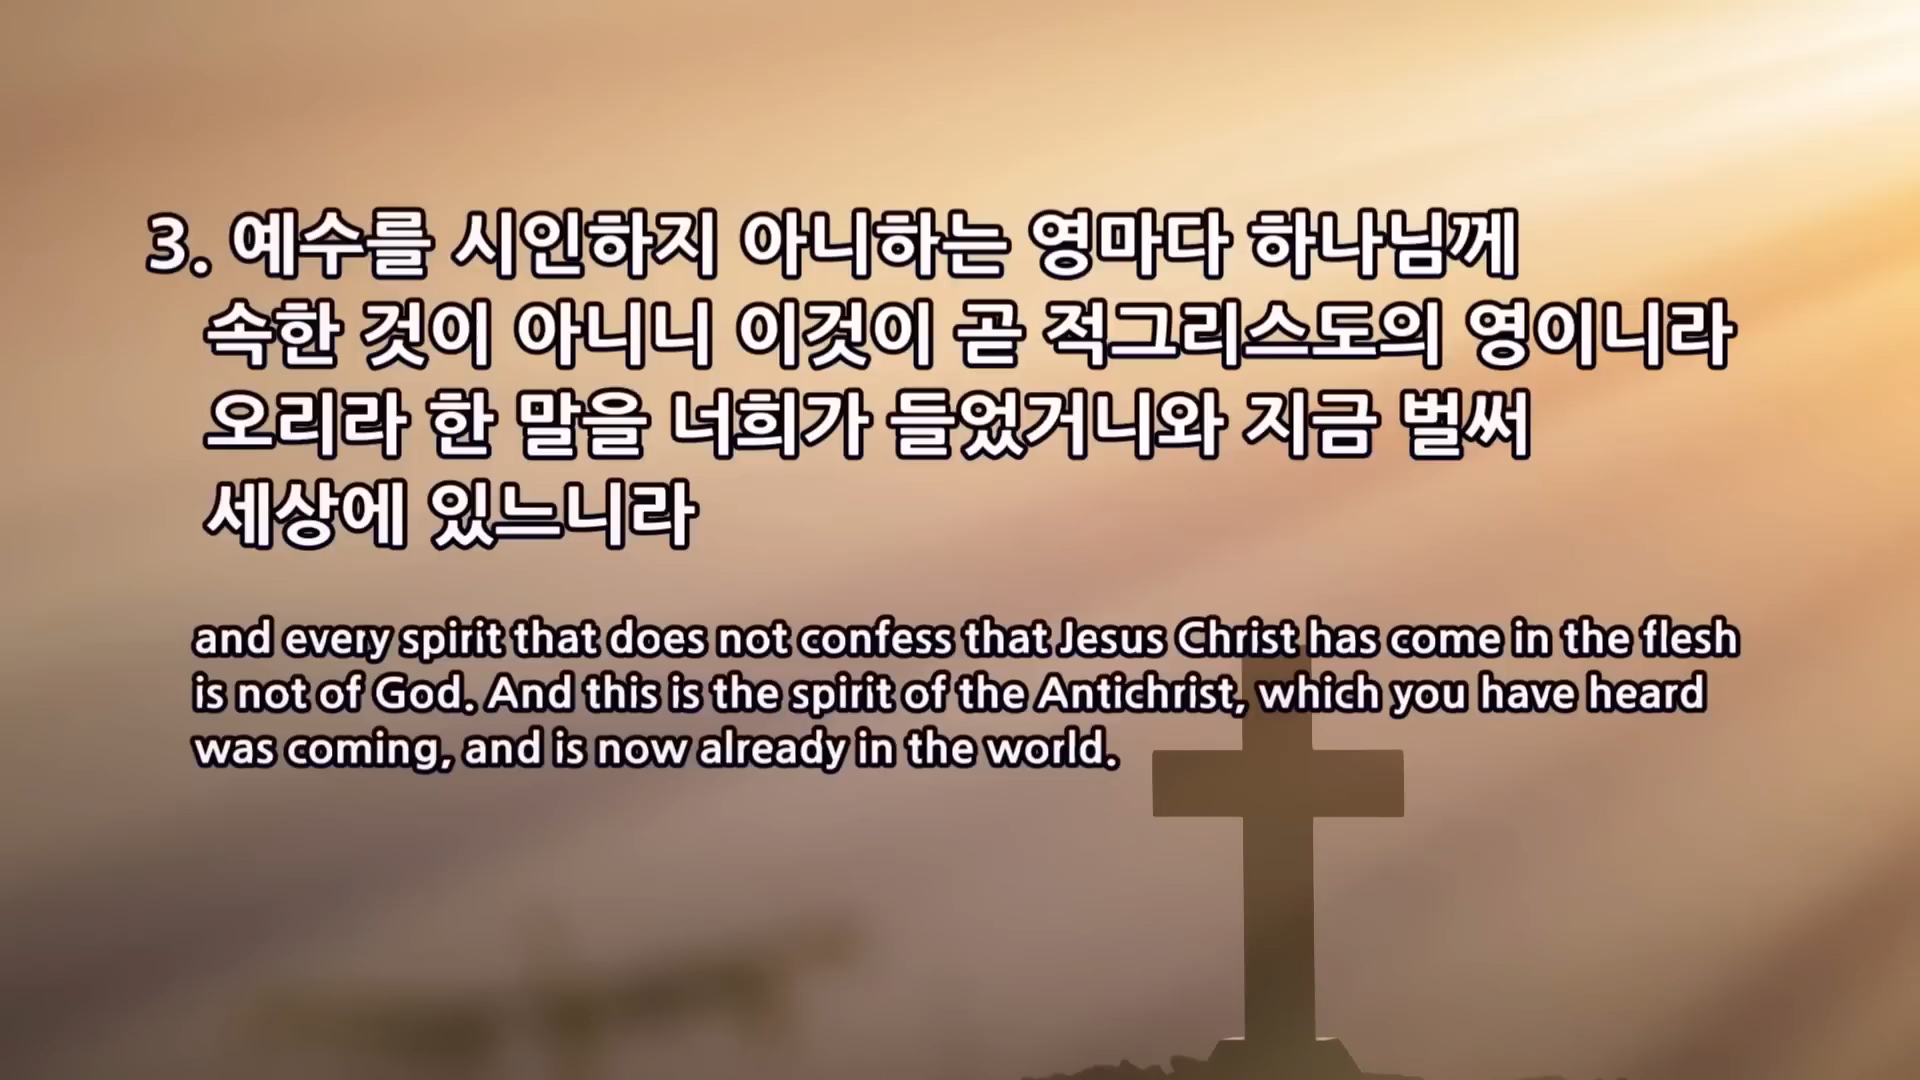 3. 예수를 시인하지 아니하는 영마다 하나님께
속한 것이 아니니 이것이 곧 적그리스도의 영이니라
오리라 한 말을 너희가 들었거니와 지금 벌써
세상에 있느니라
and every spirit that does not confess that Jesus Christ has come in the flesh
is not of God. And this is the spirit of the Antichrist, which you have heard
was coming, and is now already in the world.